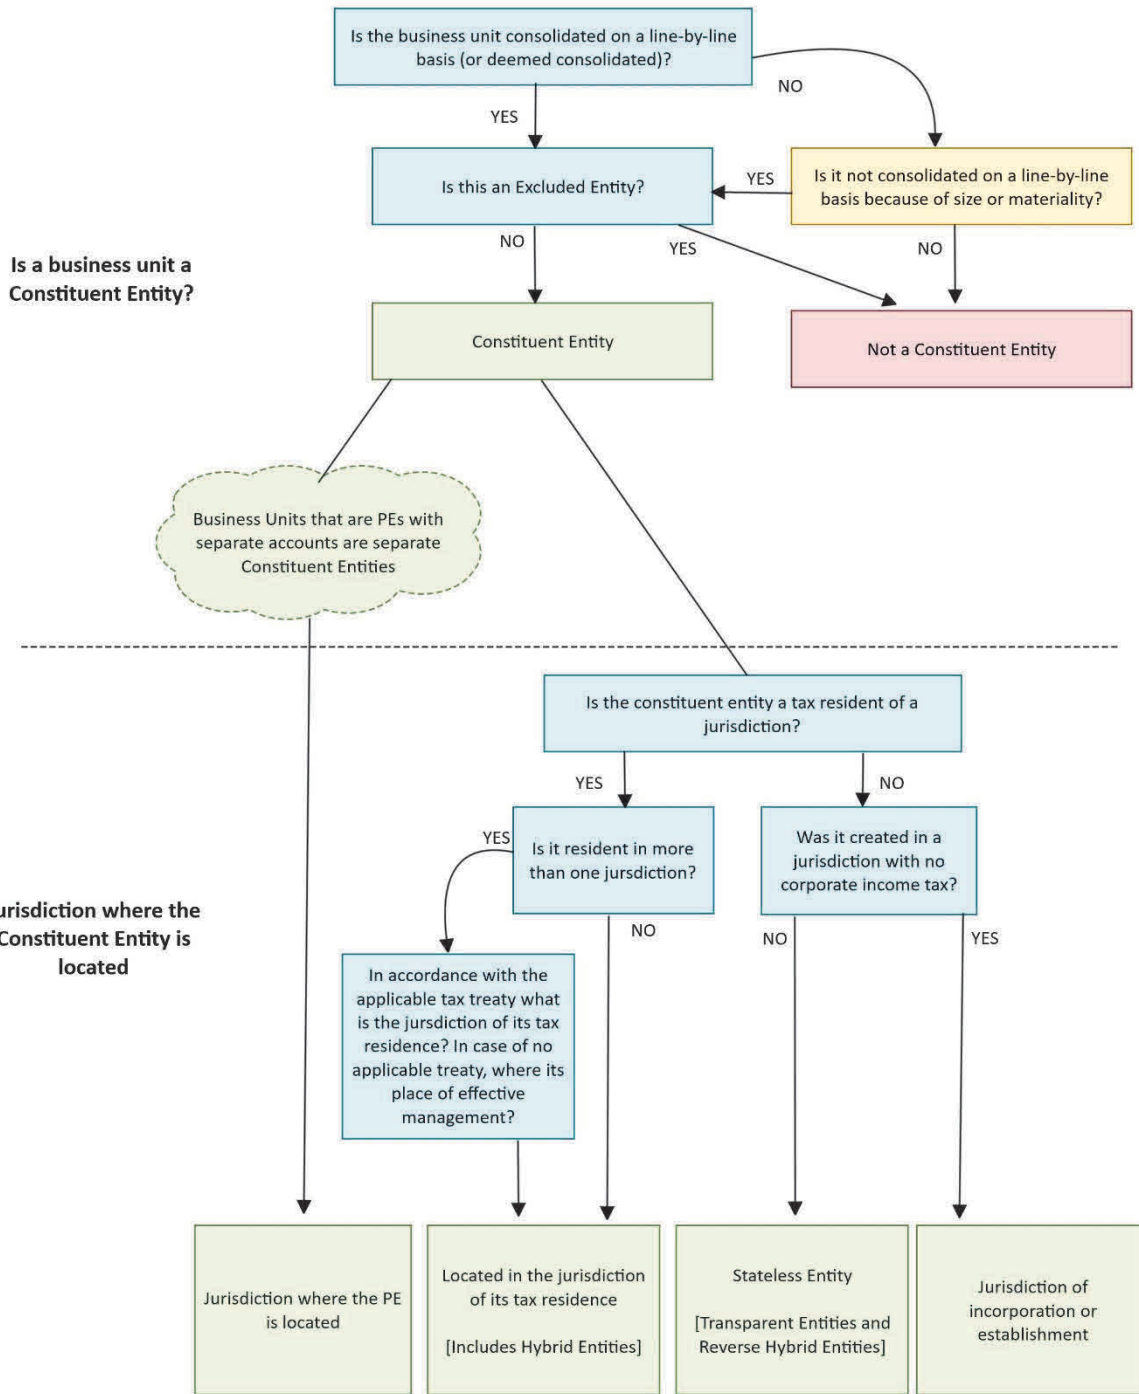 Is the business unit consolidated on a line-by-line
basis (or deemed consolidated)?
NO
YES
Is this an Excluded Entity?
YES
Is it not consolidated on a line-by-line
basis because of size or materiality?
NO
YES
NO
Is a business unit a
Constituent Entity?
Constituent Entity
Not a Constituent Entity
Business Units that are PEs with
separate accounts are separate
Constituent Entities
Is the constituent entity a tax resident of a
jurisdiction?
YES
NO
YES
Is it resident in more
than one jursdiction?
Was it created in a
jurisdiction with no
corporate income tax?
urisdiction where the
Constituent Entity is
located
NO
NO
YES
In accordance with the
applicable tax treaty what
is the jursdiction of its tax
residence? In case of no
applicable treaty, where its
place of effective
management?
Jurisdiction where the PE
is located
Located in the jurisdiction
of its tax residence
[Includes Hybrid Entities]
Stateless Entity
[Transparent Entities and
Reverse Hybrid Entities]
Jurisdiction of
incorporation or
establishment